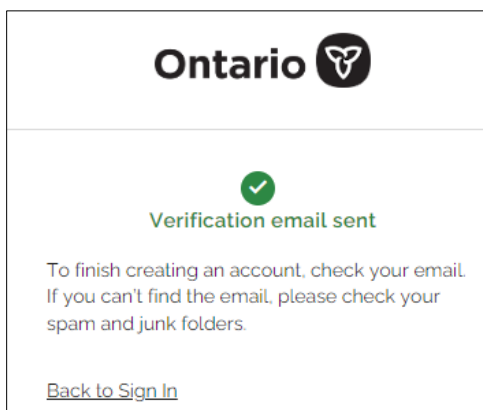 Ontario
Verification email sent
To finish creating an account, check your email.
If you can't find the email, please check your
spam and junk folders.
Back to Sign In